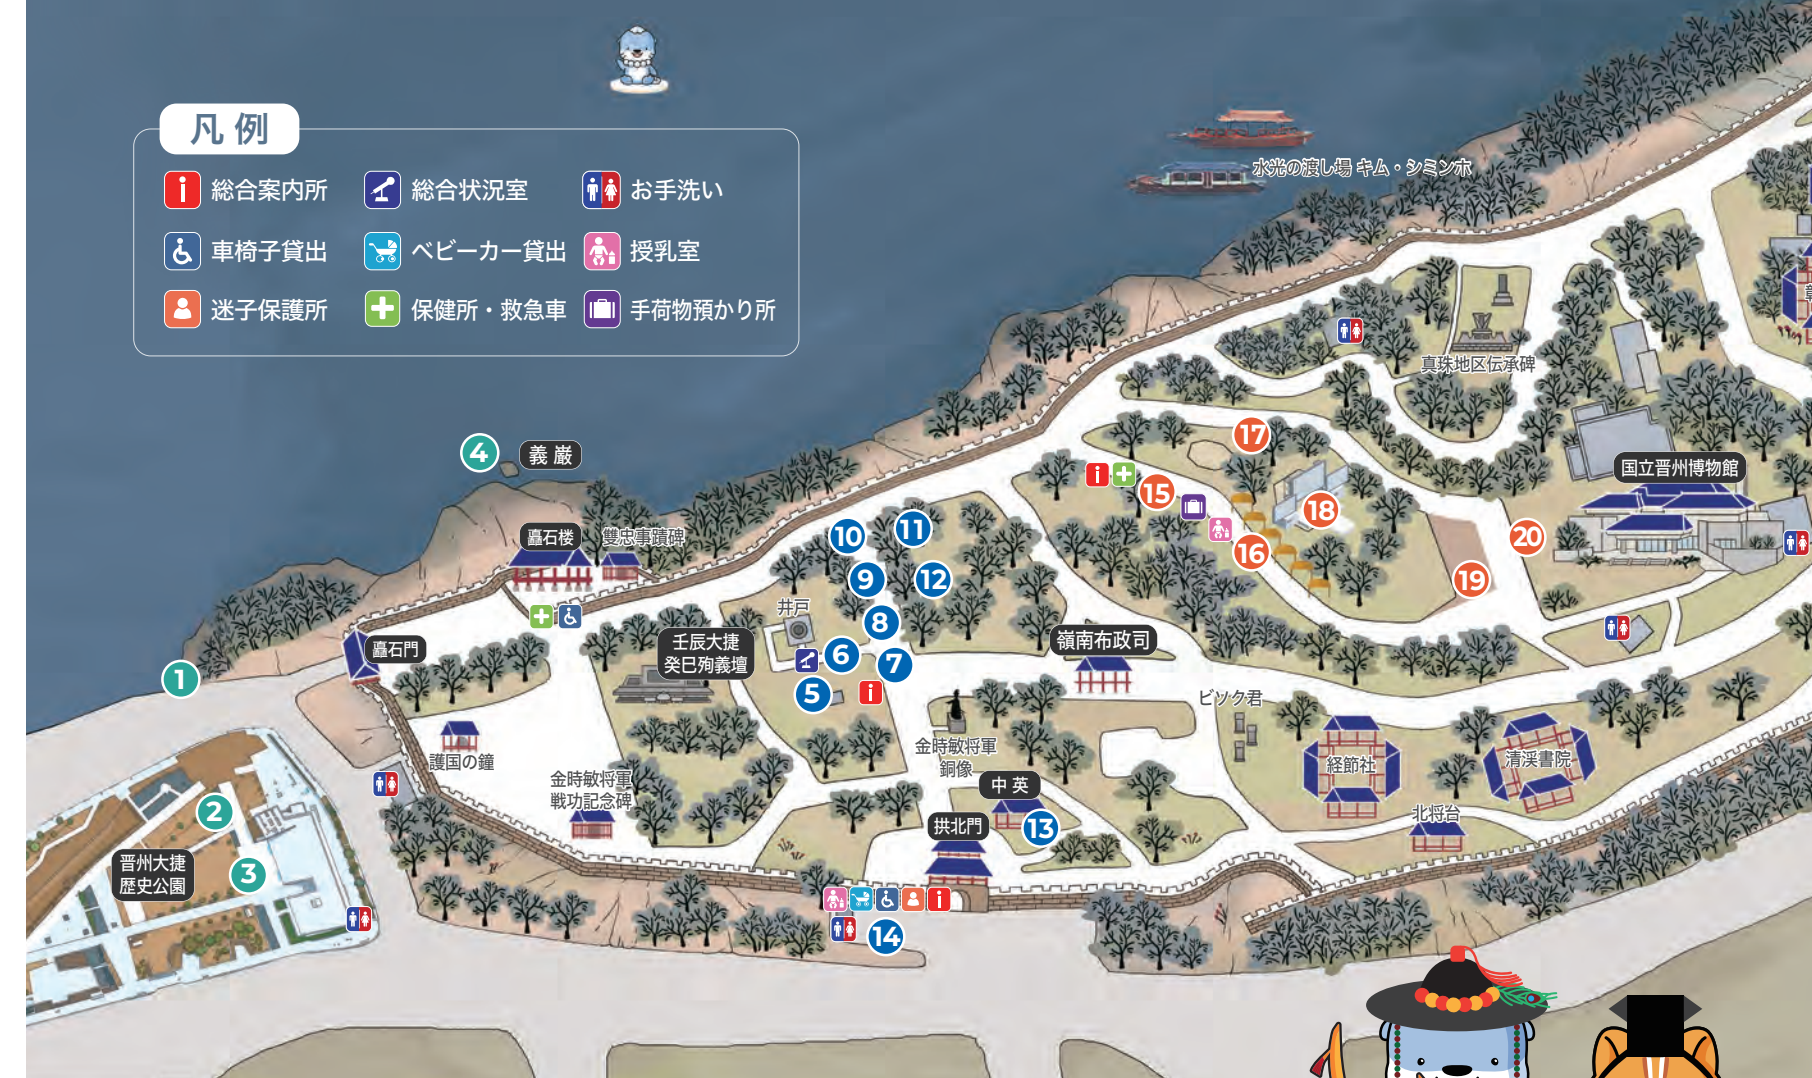 凡例
総合案内所
総合状況室
お手洗い
車椅子貸出
ベビーカー貸出
授乳室
迷子保護所
保健所・救急車
手荷物預かり所
水光の渡し場 キム・シミンホ
真珠地区伝承碑
17
4
義巌
国立晋州博物館
15
18
10
11
20
矗石楼
雙忠事蹟碑
16
9
12
19
井戸
8
壬辰大捷
癸巳殉義壇
嶺南布政司
矗石門
6
7
1
5
ビック君
護国の鐘
金時敏将軍
銅像
経節社
清渓書院
金時敏将軍
戦功記念碑
中英
2
北将台
拱北門
13
3
晋州大捷
歴史公園
14